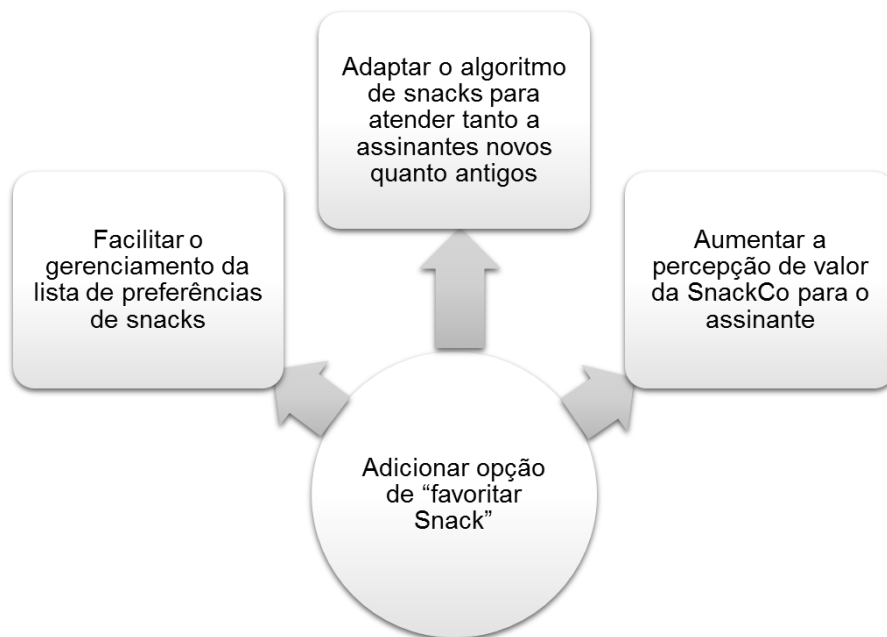 Adaptar o algoritmo
de snacks para
atender tanto a
assinantes novos
quanto antigos
Facilitar o
gerenciamento da
lista de preferências
de snacks
Aumentar a
percepção de valor
da SnackCo para o
assinante
Adicionar opção
de “favoritar
Snack”